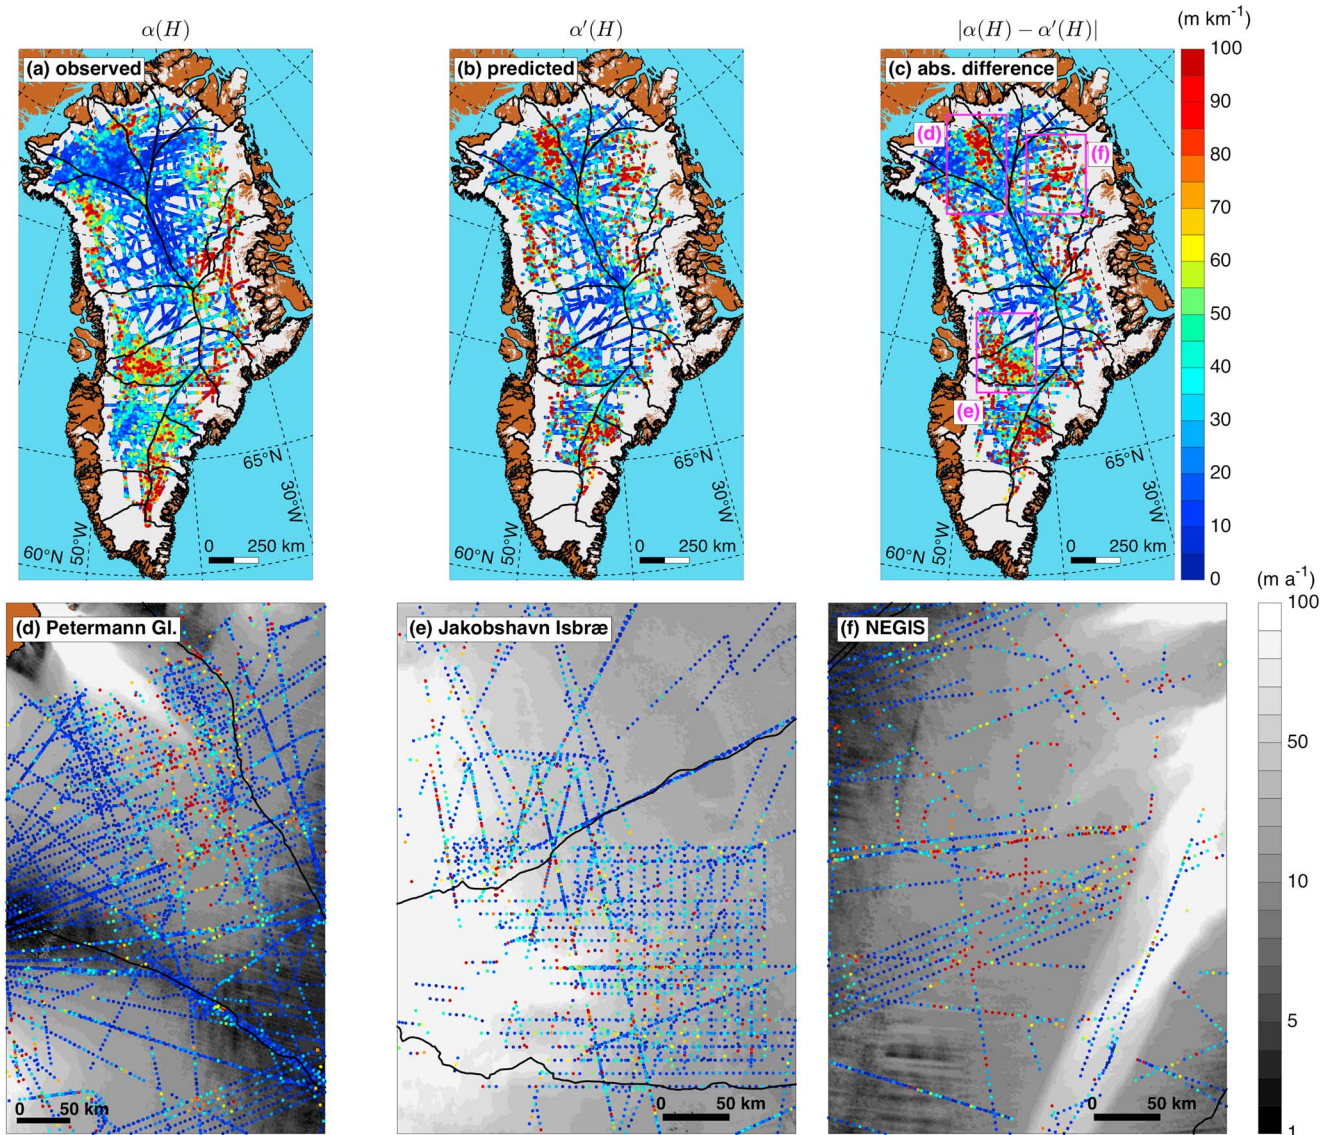 α(H)
α′(H)
|α(H) − α′(H)|
(m km⁻¹)
(a) observed
(b) predicted
(c) abs. difference
100
90
80
70
60
50
40
30
20
10
0
(d)
(f)
(e)
65°N
30°W
50°W
60°N
0 250 km
65°N
30°W
50°W
60°N
0 250 km
65°N
30°W
50°W
60°N
0 250 km
(m a⁻¹)
(d) Petermann Gl.
(e) Jakobshavn Isbræ
(f) NEGIS
100
50
10
5
1
0 50 km
0 50 km
0 50 km